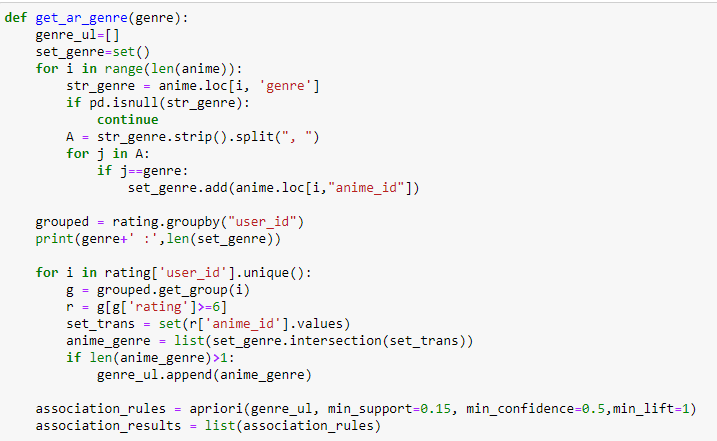 def get_ar_genre(genre):
    genre_ul=[]
    set_genre=set()
    for i in range(len(anime)):
        str_genre = anime.loc[i, 'genre']
        if pd.isnull(str_genre):
            continue
        A = str_genre.strip().split(", ")
        for j in A:
            if j==genre:
                set_genre.add(anime.loc[i,"anime_id"])
    grouped = rating.groupby("user_id")
    print(genre+' :',len(set_genre))
    for i in rating['user_id'].unique():
        g = grouped.get_group(i)
        r = g[g['rating']>=6]
        set_trans = set(r['anime_id'].values)
        anime_genre = list(set_genre.intersection(set_trans))
        if len(anime_genre)>1:
            genre_ul.append(anime_genre)
    association_rules = apriori(genre_ul, min_support=0.15, min_confidence=0.5,min_lift=1)
    association_results = list(association_rules)